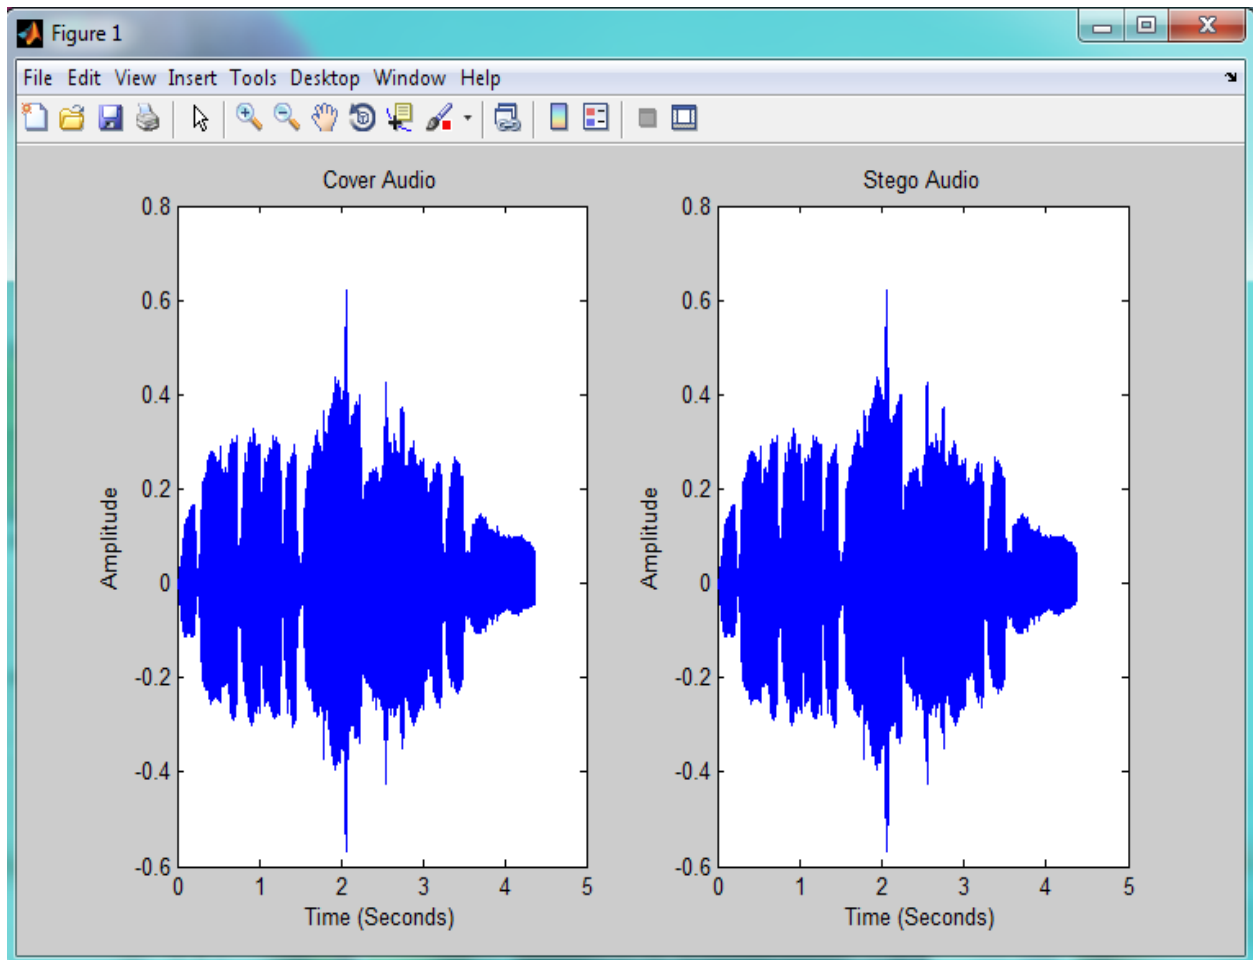 Figure 1
File Edit View Insert Tools Desktop Window Help
Cover Audio
0.8
0.6
0.4
0.2
0
-0.2
-0.4
-0.6
Amplitude
0 1 2 3 4 5
Time (Seconds)
Stego Audio
0.8
0.6
0.4
0.2
0
-0.2
-0.4
-0.6
Amplitude
0 1 2 3 4 5
Time (Seconds)